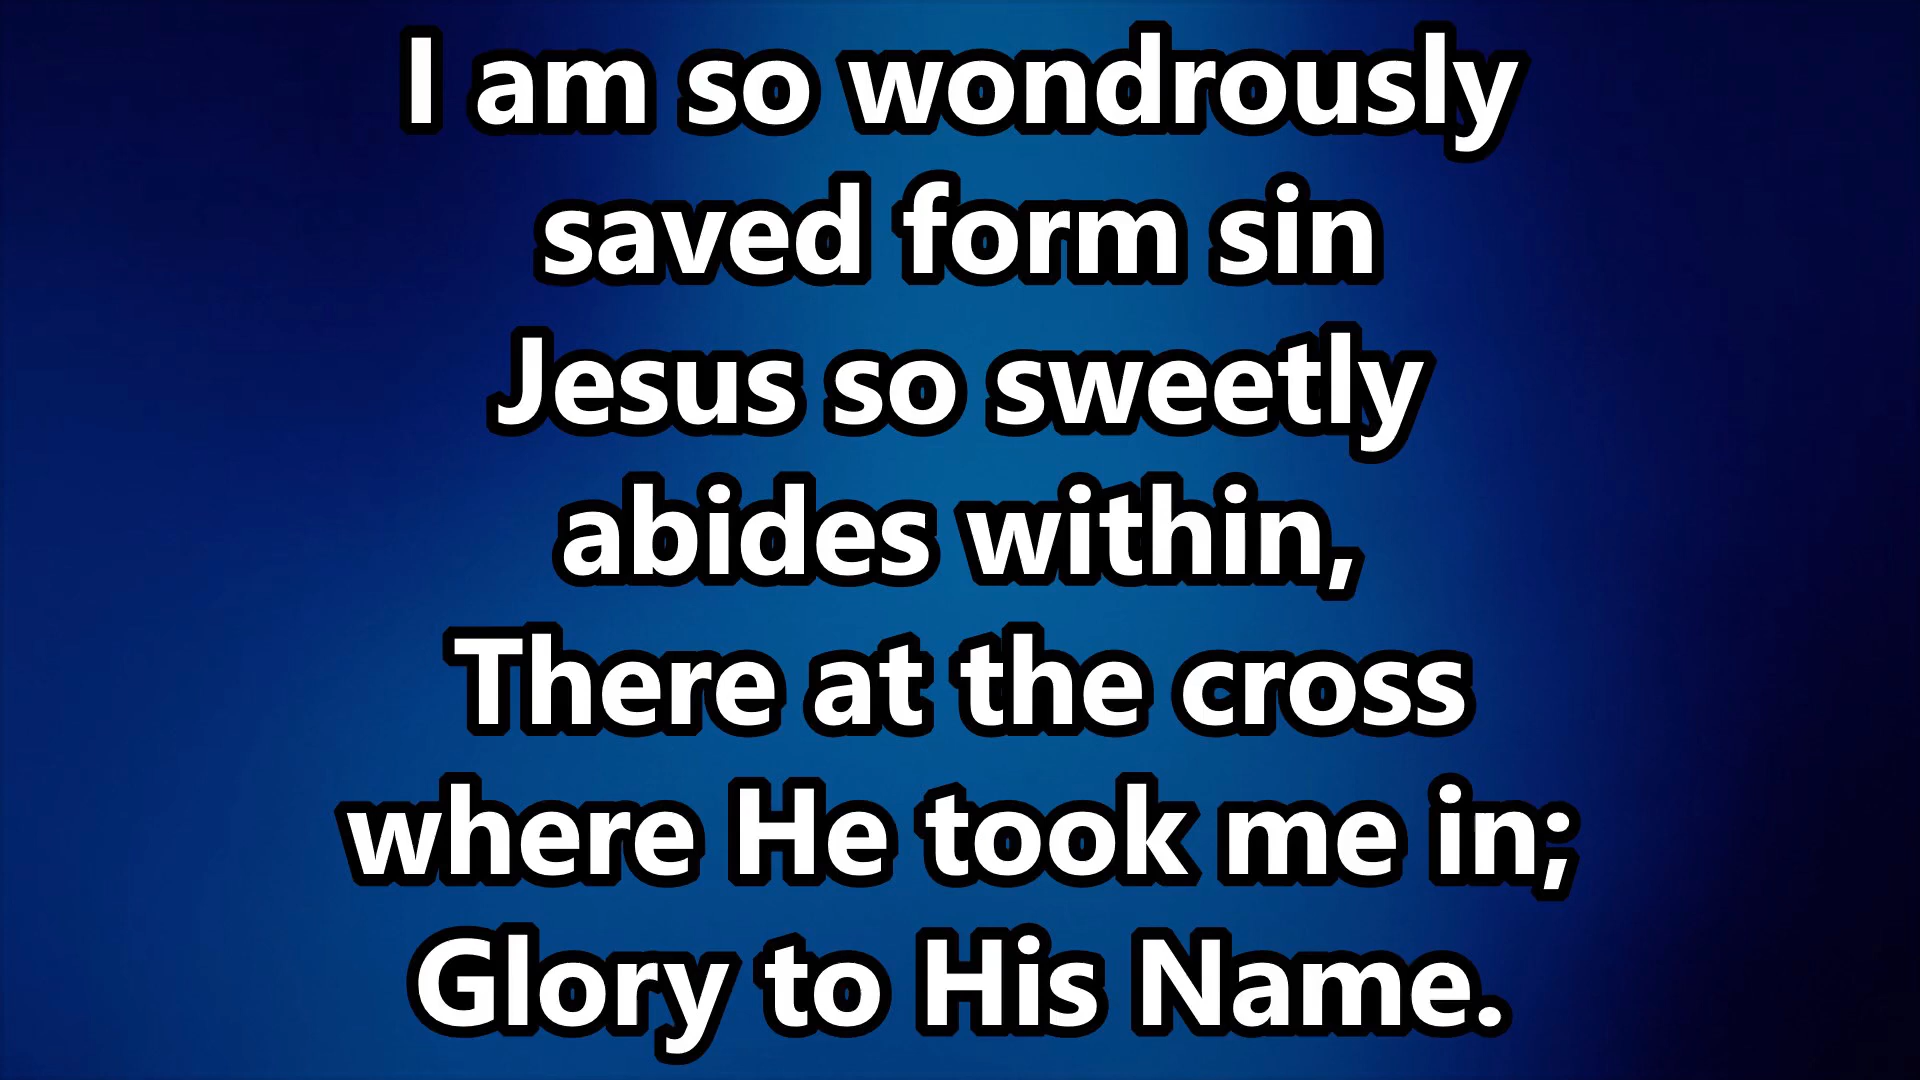 I am so wondrously
saved form sin
Jesus so sweetly
abides within,
There at the cross
where He took me in;
Glory to His Name.